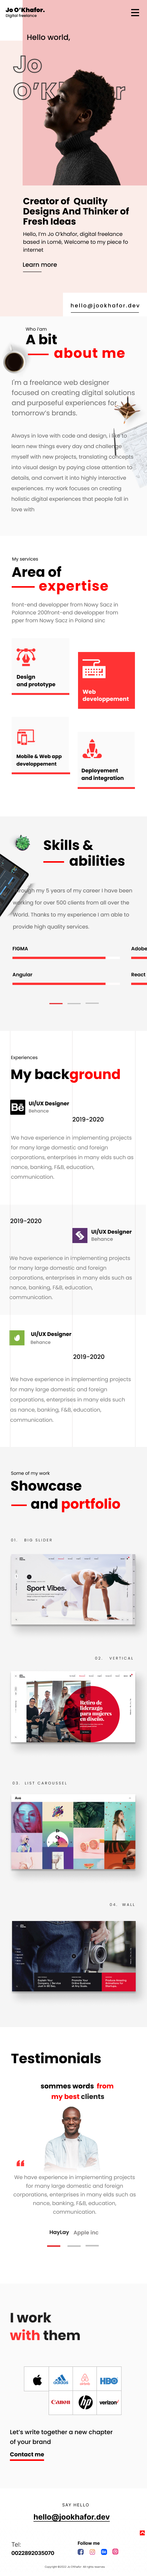 Jo O'Khafor.
Digital freelance
Hello world,
Jo
O'Khafor
Creator of Quality
Designs And Thinker of
Fresh Ideas
Hello, I'm Jo O'khafor, digital freelance
based in Lomé, Welcome to my place fo
internet
Learn more
hello@jookhafor.dev
Who I'am
A bit
about me
I'm a freelance web designer
focused on creating digital solutions
and purposeful experiences for
tomorow's brands.
Always in love with code and design, I like to
learn new things every day and challenge
myself with new projects, translating concepts
into visual design by paying close attention to
details, and convert it into highly interactive
experiences. my work focuses on creating
holistic digital experiences that people fall in
love with
My services
Area of
expertise
front-end developper from Navy Sacz in
France 200front-end developper from
pper from Navy Sacz in Poland sinc
Design
and prototype
Web
developpement
Mobile & Web app
developpement
Deployement
and integration
Skills &
abilities
Through my 5 years of my career I have been
working for over 500 clients from all over the
World. Thanks to my experience I am able to
provide high quality services.
FIGMA
Adobe
Angular
React
Experiences
My background
Bē
UI/UX Designer
Behance
2019-2020
We have experience in implementing projects
for many large domestic and foreign
corporations, enterprises in many elds such as
nance, banking, F&B, education,
communication.
2019-2020
UI/UX Designer
Behance
We have experience in implementing projects
for many large domestic and foreign
corporations, enterprises in many elds such as
nance, banking, F&B, education,
communication.
UI/UX Designer
Behance
2019-2020
We have experience in implementing projects
for many large domestic and foreign
corporations, enterprises in many elds such as
nance, banking, F&B, education,
communication.
Some of my work
Showcase
and portfolio
01. BIG SLIDER
Sport Vibes.
02. VERTICAL
Retiro de
liderazgo
para mujeres
en diseño.
03. LIST CAROUSSEL
04. WALL
Testimonials
sommes words from
my best clients
We have experience in implementing projects
for many large domestic and foreign
corporations, enterprises in many elds such as
nance, banking, F&B, education,
communication.
HayLay Apple inc
I work
with them
adidas
airbnb
HBO
Canon
hp
verizon✓
Let's write together a new chapter
of your brand
Contact me
SAY HELLO
hello@jookhafor.dev
Tel:
0022892035070
Follow me
Copyright ©2020 Jo O'Khafor. All rights reserved.